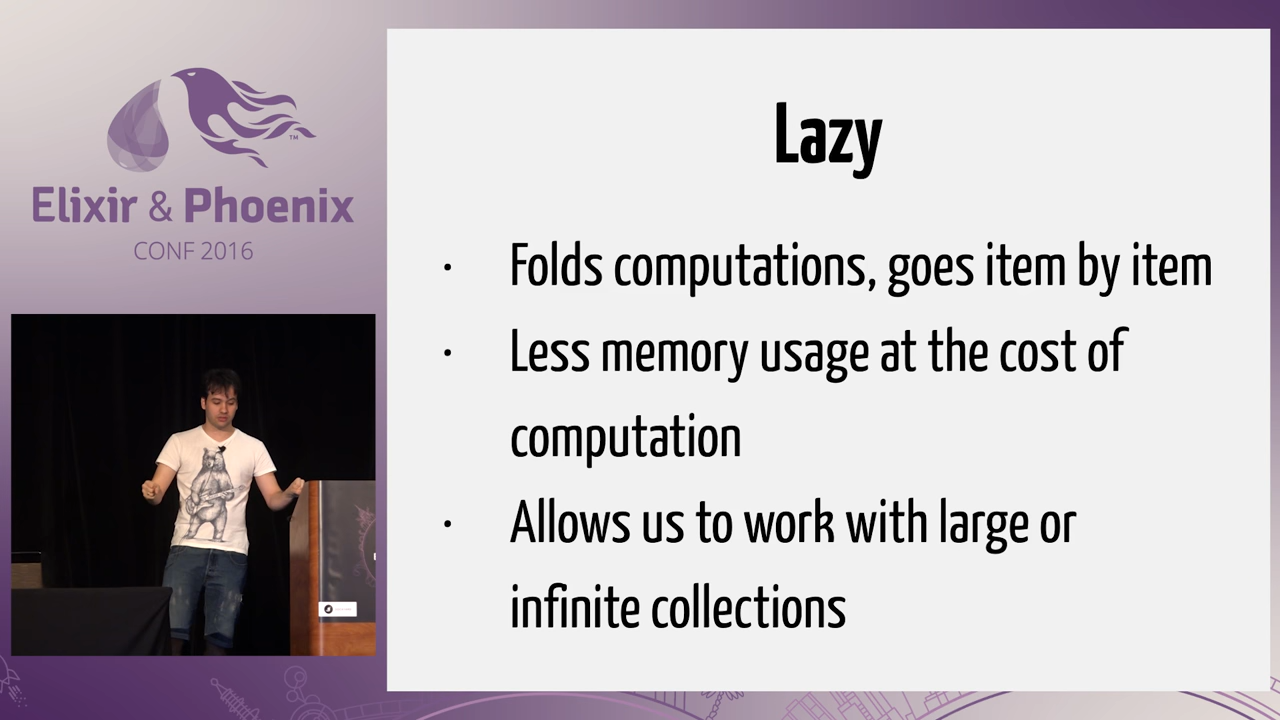 Elixir & Phoenix
CONF 2016
TM
Lazy
· Folds computations, goes item by item
· Less memory usage at the cost of
computation
· Allows us to work with large or
infinite collections